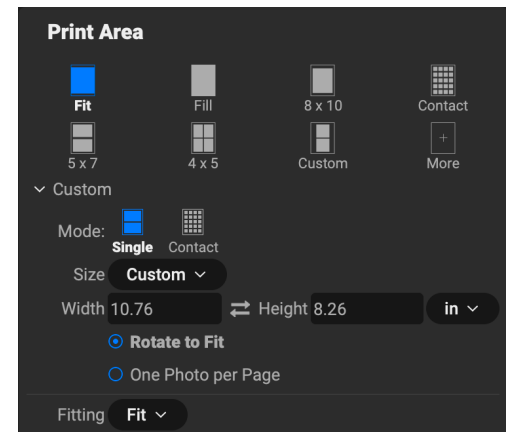 Print Area
Fit Fill 8 x 10 Contact
5 x 7 4 x 5 Custom More
Custom
Mode: Single Contact
Size Custom
Width 10.76 Height 8.26 in
Rotate to Fit
One Photo per Page
Fitting Fit